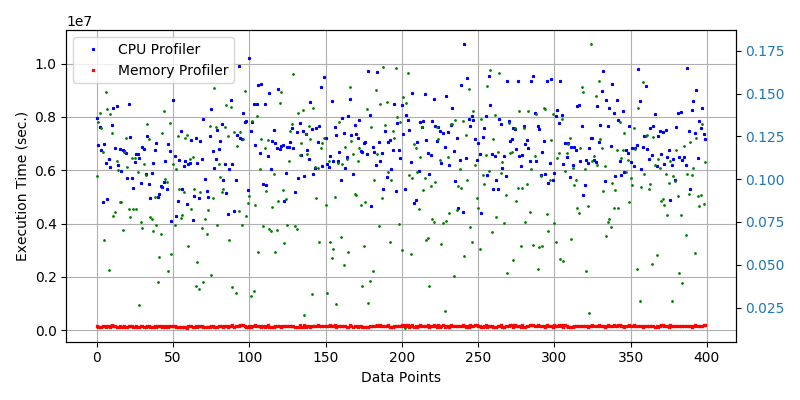 1e7
CPU Profiler
Memory Profiler
1.0
0.8
0.6
0.4
0.2
0.0
Execution Time (sec.)
0.175
0.150
0.125
0.100
0.075
0.050
0.025
0 50 100 150 200 250 300 350 400
Data Points